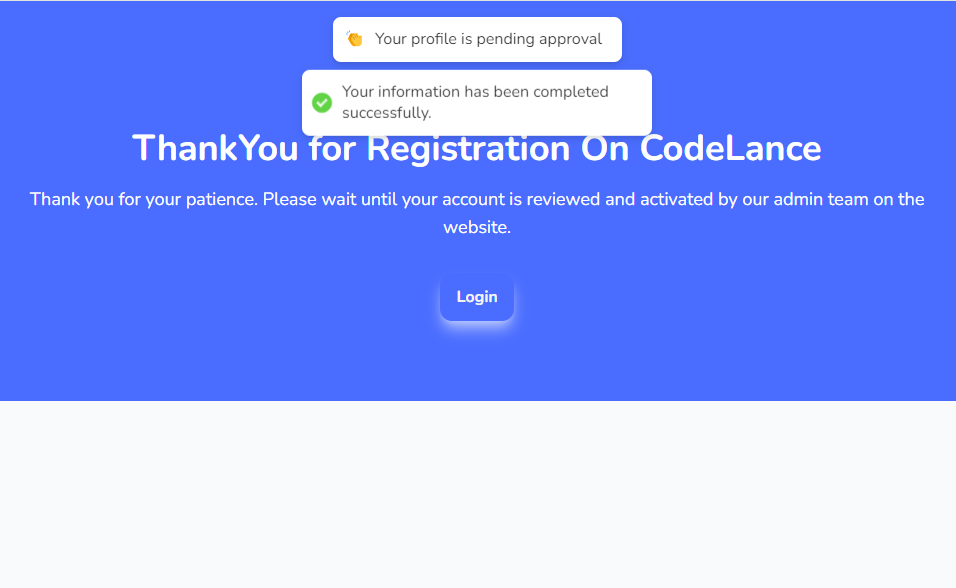 Your profile is pending approval
Your information has been completed
successfully.
ThankYou for Registration On CodeLance
Thank you for your patience. Please wait until your account is reviewed and activated by our admin team on the
website.
Login